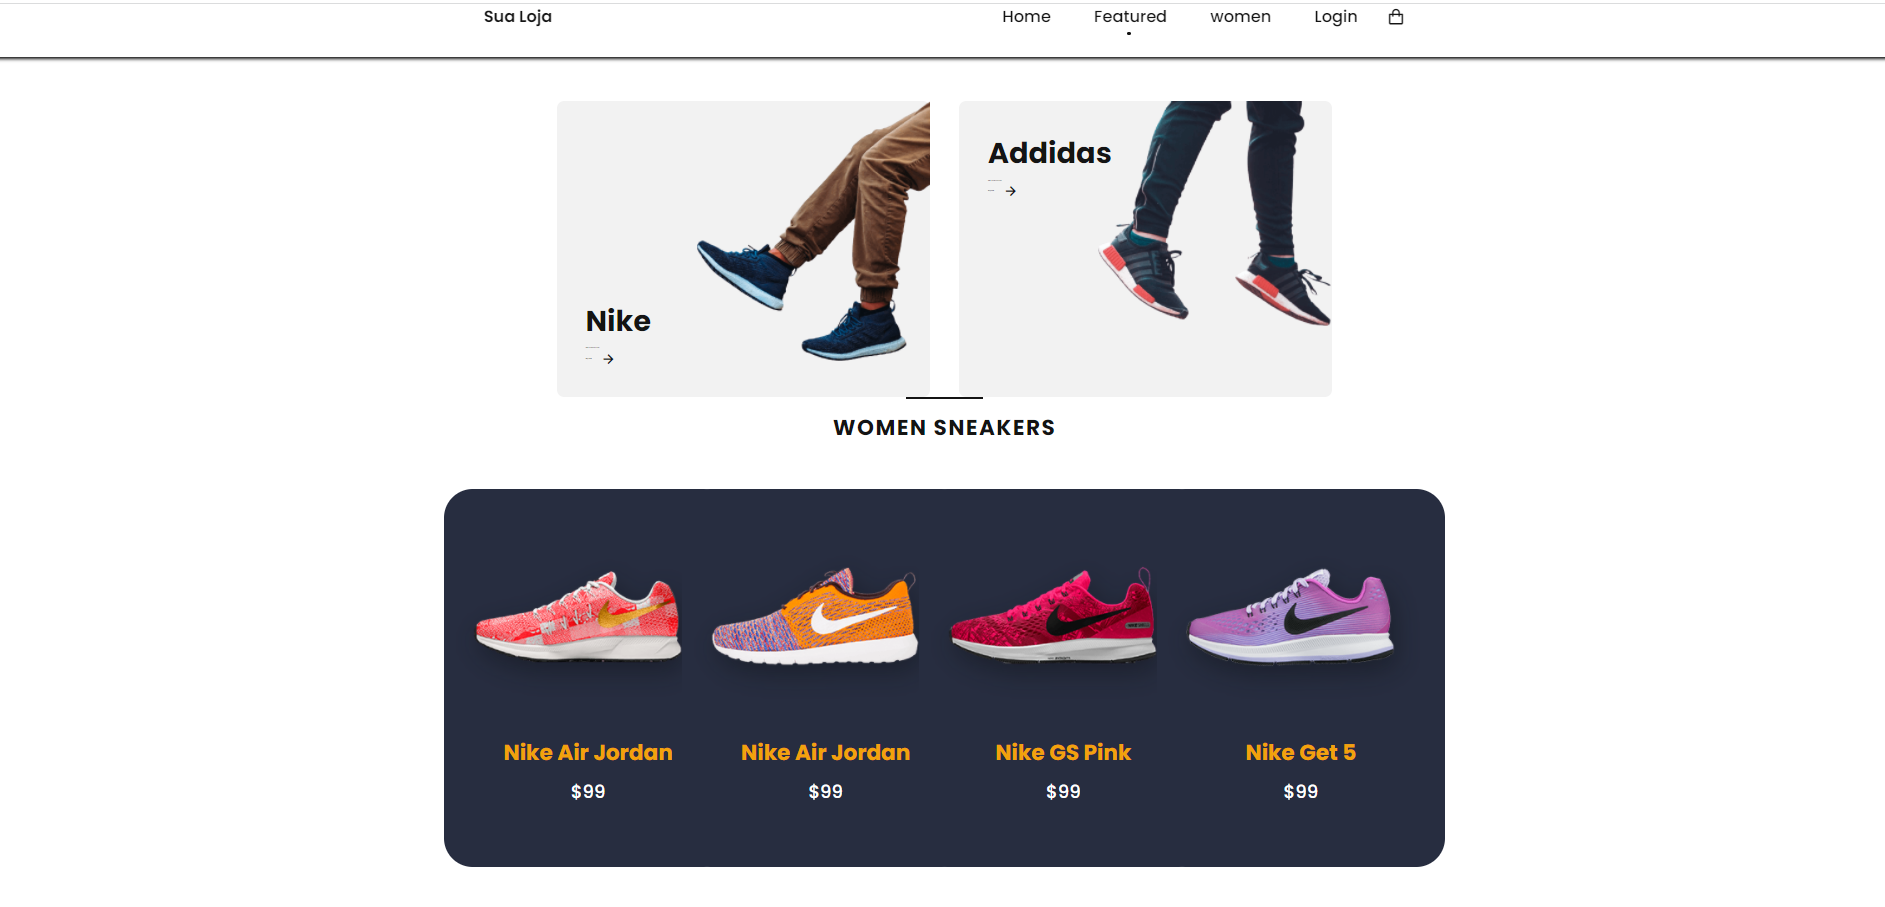 Sua Loja
Home Featured women Login
Addidas
Nike
WOMEN SNEAKERS
Nike Air Jordan
$99
Nike Air Jordan
$99
Nike GS Pink
$99
Nike Get 5
$99